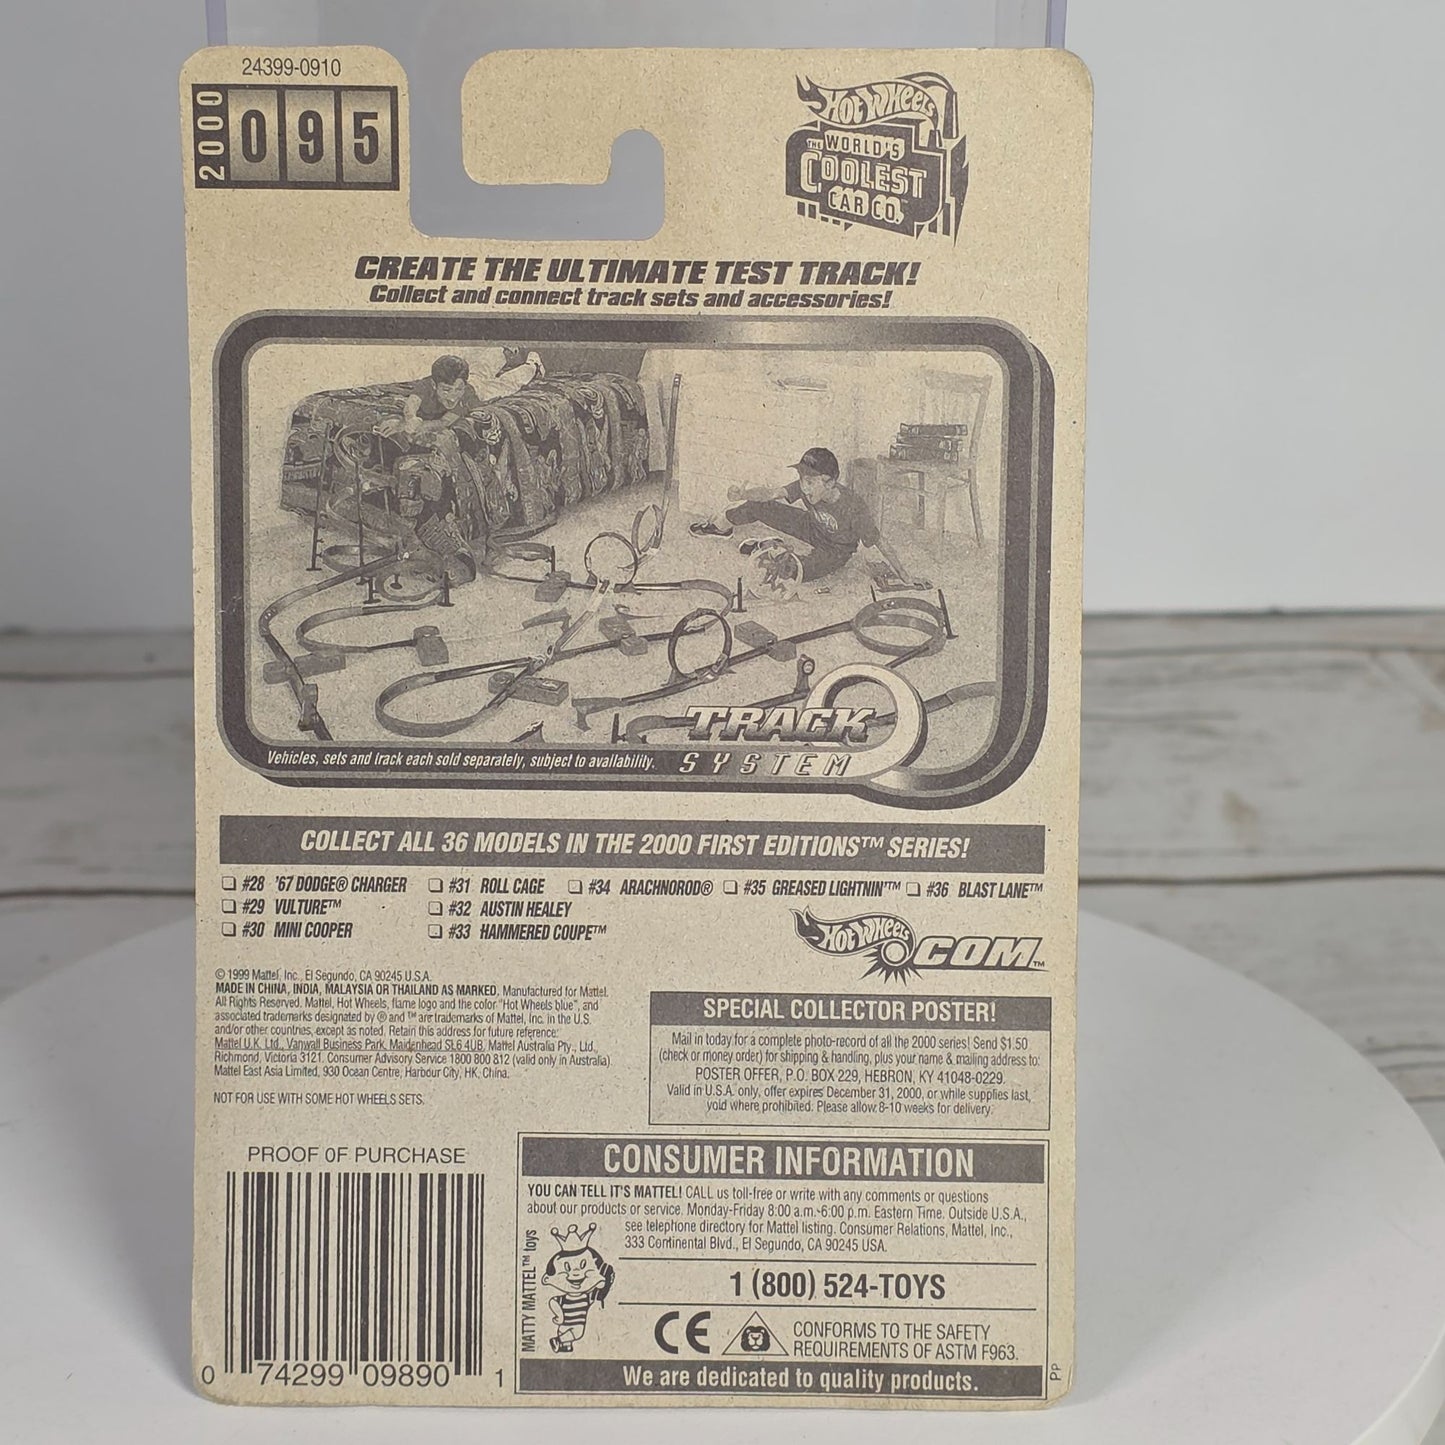 24399-0910
2000
095
Hot Wheels
THE WORLD'S
COOLEST
CAR CO.™
CREATE THE ULTIMATE TEST TRACK!
Collect and connect track sets and accessories!
TRACK
SYSTEM
Vehicles, sets and track each sold separately, subject to availability.
COLLECT ALL 36 MODELS IN THE 2000 FIRST EDITIONS™ SERIES!
❏ #28 '67 DODGE® CHARGER ❏ #31 ROLL CAGE ❏ #34 ARACHNOROD® ❏ #35 GREASED LIGHTNIN'™ ❏ #36 BLAST LANE™
❏ #29 VULTURE™ ❏ #32 AUSTIN HEALEY
❏ #30 MINI COOPER ❏ #33 HAMMERED COUPE™
Hot Wheels .COM™
© 1999 Mattel, Inc., El Segundo, CA 90245 U.S.A.
MADE IN CHINA, INDIA, MALAYSIA OR THAILAND AS MARKED. Manufactured for Mattel.
All Rights Reserved. Mattel, Hot Wheels, flame logo and the color "Hot Wheels blue", and
associated trademarks designated by ® and ™ are trademarks of Mattel, Inc. in the U.S.
and/or other countries, except as noted. Retain this address for future reference:
Mattel U.K. Ltd., Vanwall Business Park, Maidenhead SL6 4UB. Mattel Australia Pty., Ltd.,
Richmond, Victoria 3121. Consumer Advisory Service 1800 800 812 (valid only in Australia).
Mattel East Asia Limited, 930 Ocean Centre, Harbour City, HK, China.
NOT FOR USE WITH SOME HOT WHEELS SETS.
SPECIAL COLLECTOR POSTER!
Mail in today for a complete photo-record of all the 2000 series! Send $1.50
(check or money order) for shipping & handling, plus your name & mailing address to:
POSTER OFFER, P.O. BOX 229, HEBRON, KY 41048-0229.
Valid in U.S.A. only, offer expires December 31, 2000, or while supplies last,
void where prohibited. Please allow 8-10 weeks for delivery.
PROOF OF PURCHASE
0 74299 09890 1
CONSUMER INFORMATION
YOU CAN TELL IT'S MATTEL! CALL us toll-free or write with any comments or questions
about our products or service. Monday-Friday 8:00 a.m.-6:00 p.m. Eastern Time. Outside U.S.A.,
see telephone directory for Mattel listing. Consumer Relations, Mattel, Inc.,
333 Continental Blvd., El Segundo, CA 90245 USA.
MATTY MATTEL™ toys
1 (800) 524-TOYS
CE
CONFORMS TO THE SAFETY
REQUIREMENTS OF ASTM F963.
We are dedicated to quality products.
PP